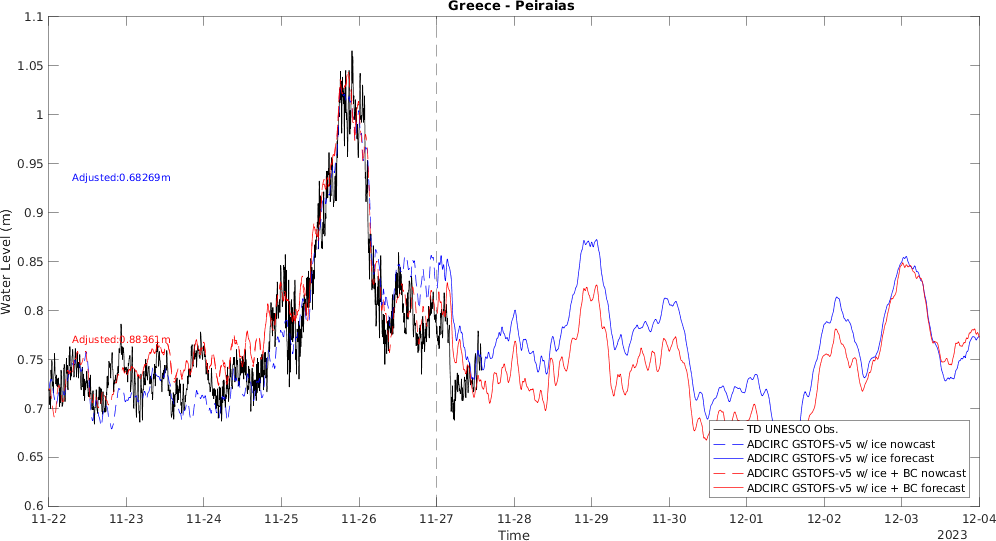 Greece - Peiraias
1.1
1.05
1
0.95
0.9
0.85
0.8
0.75
0.7
0.65
0.6
Water Level (m)
Adjusted:0.68269m
Adjusted:0.88361m
TD UNESCO Obs.
ADCIRC GSTOFS-v5 w/ ice nowcast
ADCIRC GSTOFS-v5 w/ ice forecast
ADCIRC GSTOFS-v5 w/ ice + BC nowcast
ADCIRC GSTOFS-v5 w/ ice + BC forecast
11-22 11-23 11-24 11-25 11-26 11-27 11-28 11-29 11-30 12-01 12-02 12-03 12-04
Time
2023